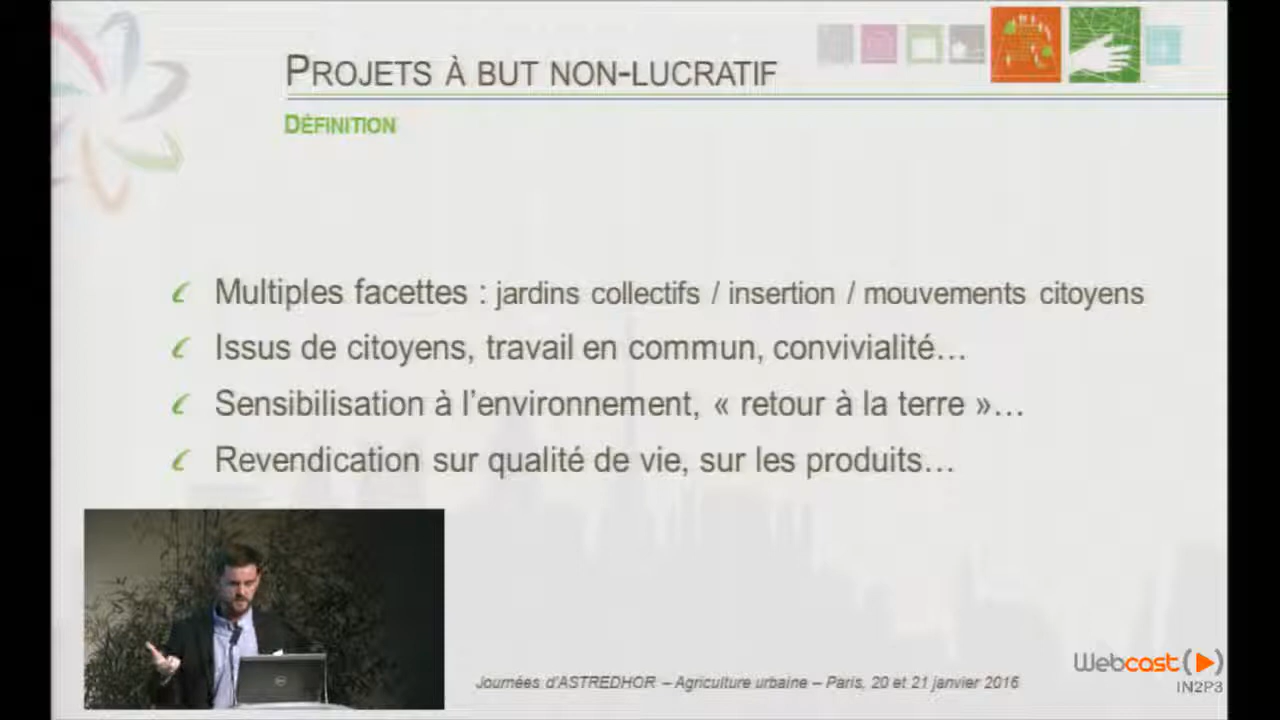 PROJETS À BUT NON-LUCRATIF
DÉFINITION
Multiples facettes : jardins collectifs / insertion / mouvements citoyens
Issus de citoyens, travail en commun, convivialité…
Sensibilisation à l'environnement, « retour à la terre »…
Revendication sur qualité de vie, sur les produits…
Journées d'ASTREDHOR – Agriculture urbaine – Paris, 20 et 21 janvier 2016
Webcast
IN2P3